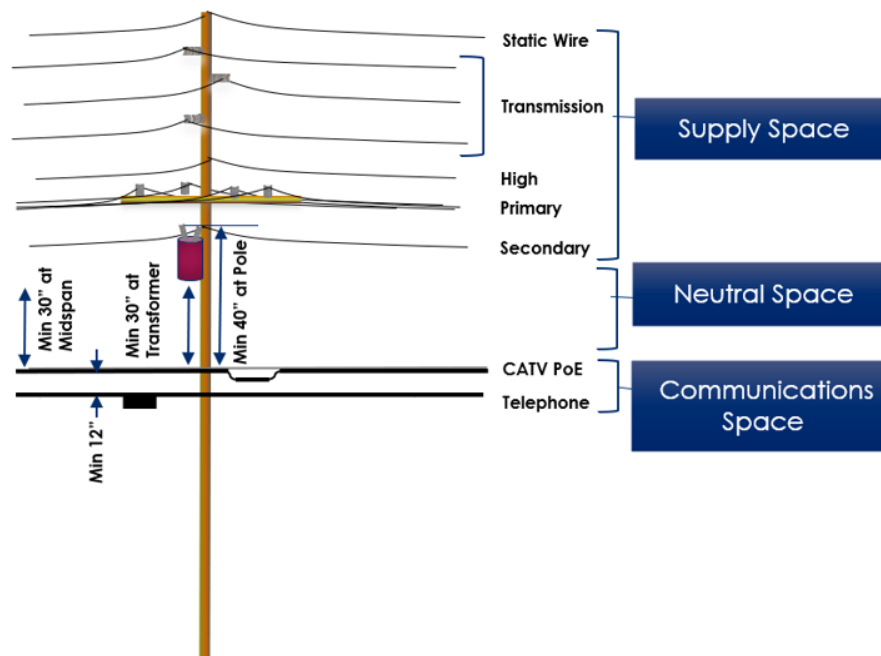 Static Wire
Transmission
Supply Space
High
Primary
Secondary
Neutral Space
Min 30” at
Midspan
Min 30” at
Transformer
Min 40” at Pole
CATV PoE
Telephone
Communications
Space
Min 12”